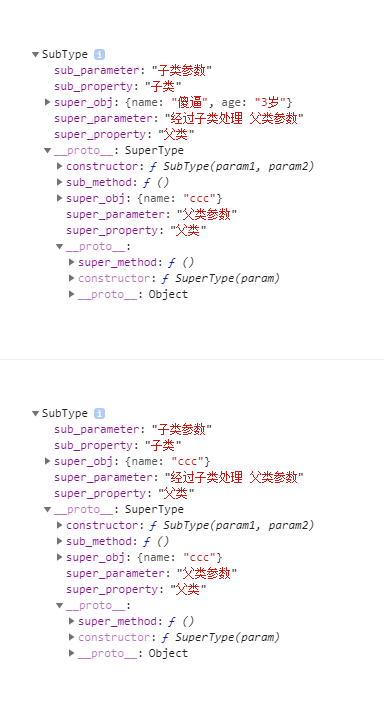 SubType i
sub_parameter: "子类参数"
sub_property: "子类"
super_obj: {name: "傻逼", age: "3岁"}
super_parameter: "经过子类处理 父类参数"
super_property: "父类"
__proto__: SuperType
constructor: ƒ SubType(param1, param2)
sub_method: ƒ ()
super_obj: {name: "ccc"}
super_parameter: "父类参数"
super_property: "父类"
__proto__:
super_method: ƒ ()
constructor: ƒ SuperType(param)
__proto__: Object
SubType i
sub_parameter: "子类参数"
sub_property: "子类"
super_obj: {name: "ccc"}
super_parameter: "经过子类处理 父类参数"
super_property: "父类"
__proto__: SuperType
constructor: ƒ SubType(param1, param2)
sub_method: ƒ ()
super_obj: {name: "ccc"}
super_parameter: "父类参数"
super_property: "父类"
__proto__:
super_method: ƒ ()
constructor: ƒ SuperType(param)
__proto__: Object